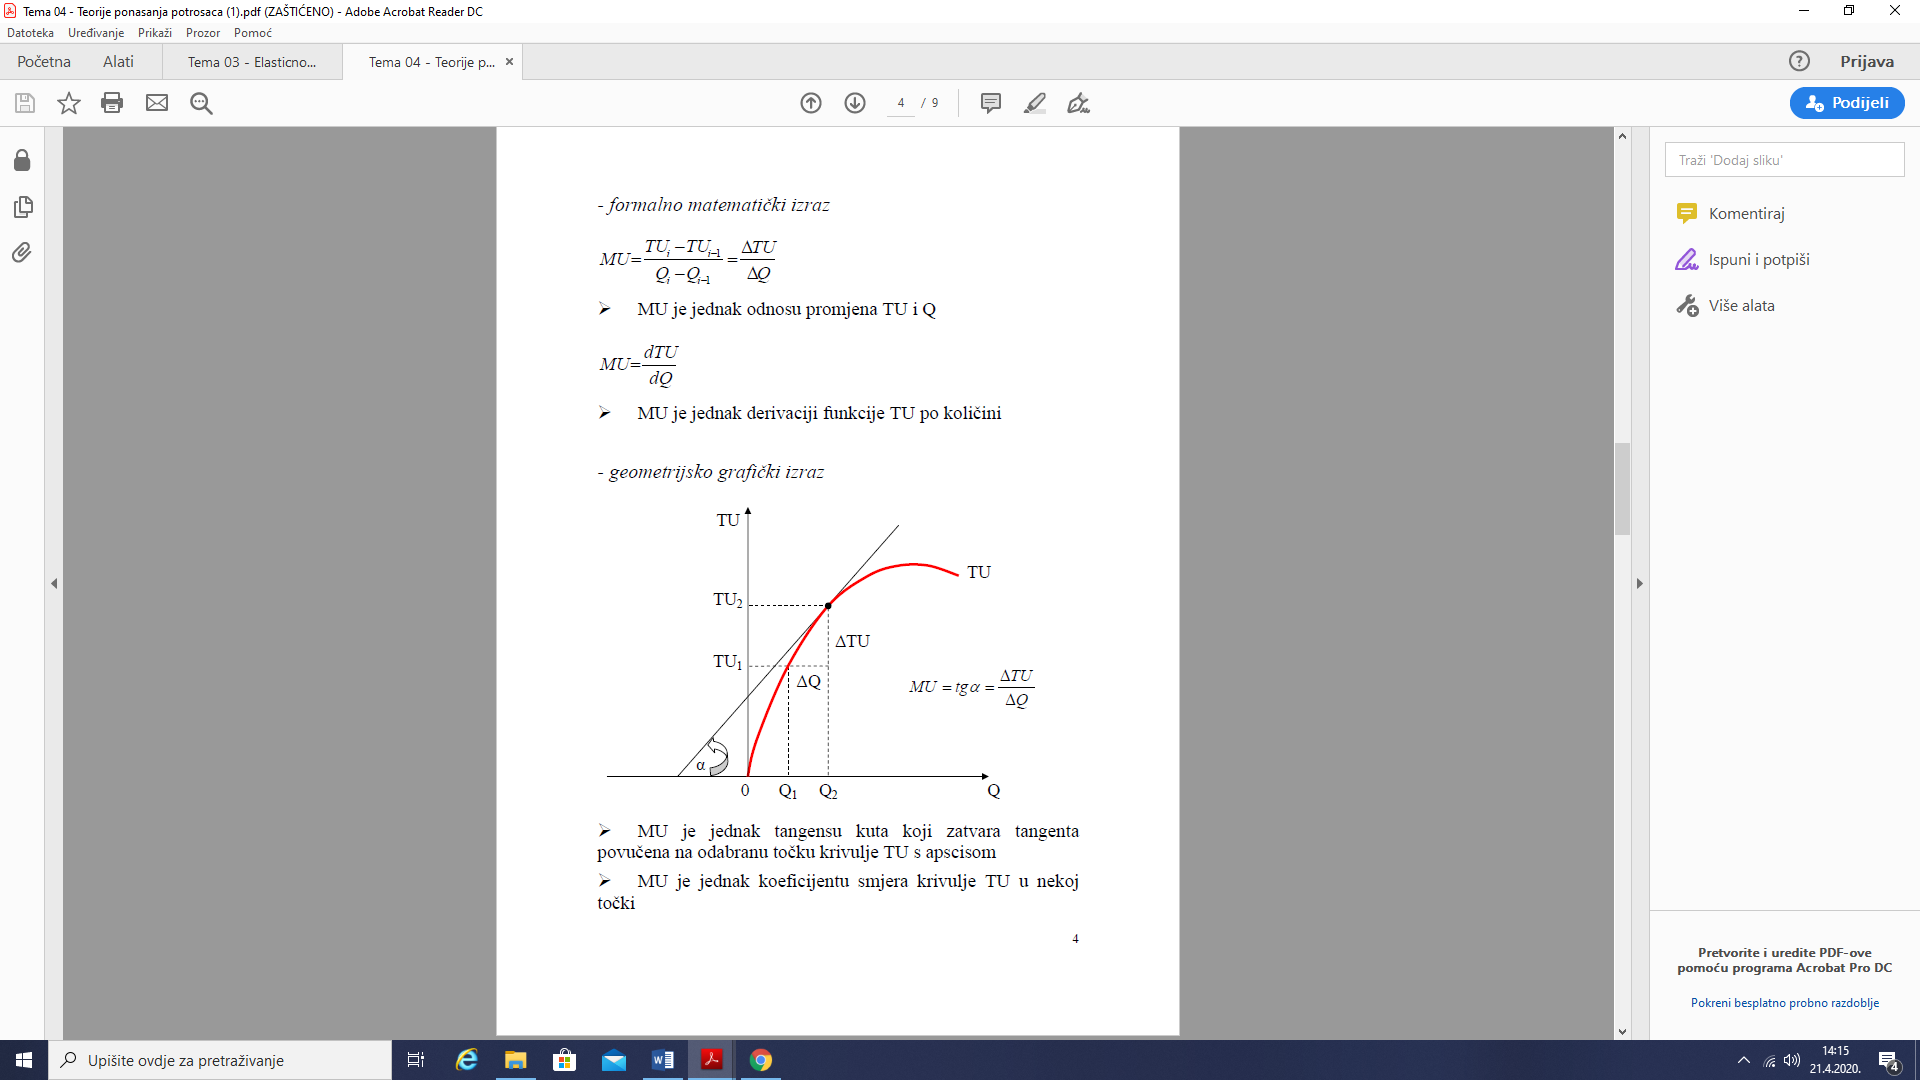 Tema 04 - Teorije ponasanja potrosaca (1).pdf (ZAŠTIĆENO) - Adobe Acrobat Reader DC
Datoteka Uređivanje Prikaži Prozor Pomoć
Početna Alati Tema 03 - Elasticno... Tema 04 - Teorije p... × ? Prijava
4 / 9 Podijeli
Traži 'Dodaj sliku'
Komentiraj
Ispuni i potpiši
Više alata
- formalno matematički izraz
MU = (TUᵢ − TUᵢ₋₁) / (Qᵢ − Qᵢ₋₁) = ΔTU / ΔQ
➢ MU je jednak odnosu promjena TU i Q
MU = dTU / dQ
➢ MU je jednak derivaciji funkcije TU po količini
- geometrijsko grafički izraz
TU
TU
TU₂
ΔTU
TU₁
ΔQ
MU = tgα = ΔTU / ΔQ
α
0 Q₁ Q₂ Q
➢ MU je jednak tangensu kuta koji zatvara tangenta
povučena na odabranu točku krivulje TU s apscisom
➢ MU je jednak koeficijentu smjera krivulje TU u nekoj
točki
4
Pretvorite i uredite PDF-ove
pomoću programa Acrobat Pro DC
Pokreni besplatno probno razdoblje
Upišite ovdje za pretraživanje
14:15
21.4.2020.
4